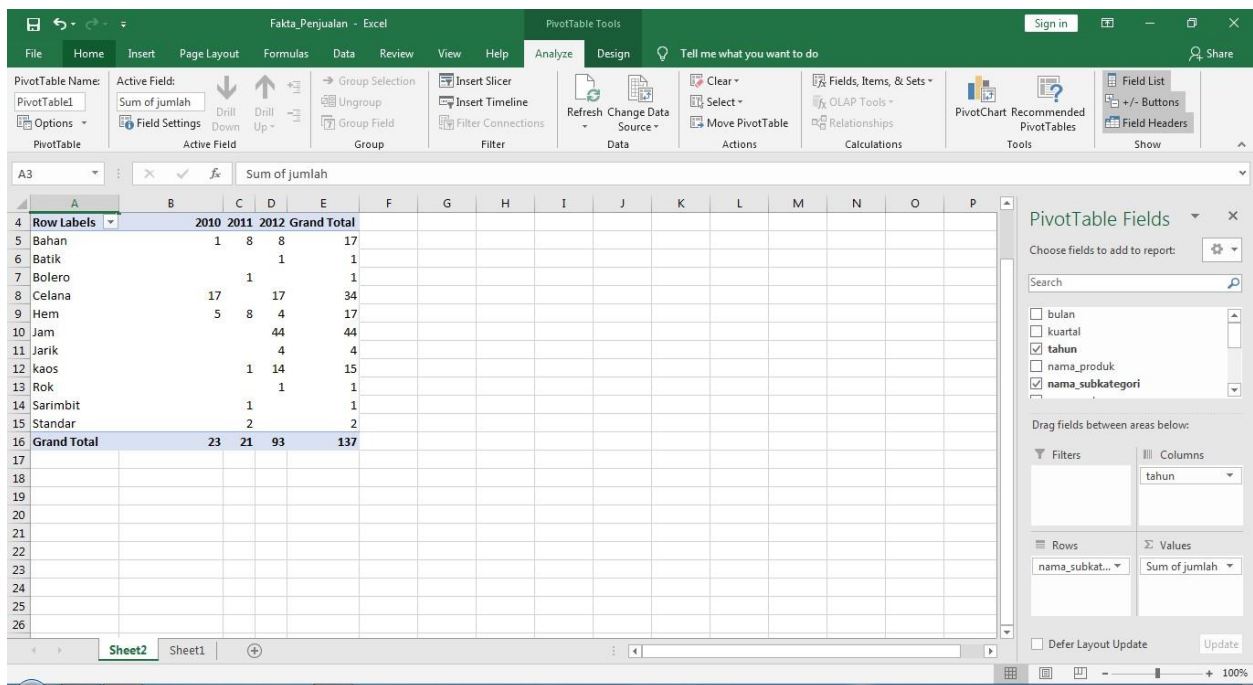 Fakta_Penjualan - Excel
PivotTable Tools
Sign in
File Home Insert Page Layout Formulas Data Review View Help Analyze Design Tell me what you want to do Share
PivotTable Name:
PivotTable1
Options
PivotTable
Active Field:
Sum of jumlah
Field Settings
Drill Down
Drill Up
Active Field
Group Selection
Ungroup
Group Field
Group
Insert Slicer
Insert Timeline
Filter Connections
Filter
Refresh
Change Data Source
Data
Clear
Select
Move PivotTable
Actions
Fields, Items, & Sets
OLAP Tools
Relationships
Calculations
PivotChart
Recommended PivotTables
Tools
Field List
+/- Buttons
Field Headers
Show
A3 fx Sum of jumlah
A B C D E F G H I J K L M N O P
4 Row Labels 2010 2011 2012 Grand Total
5 Bahan 1 8 8 17
6 Batik 1 1
7 Bolero 1 1
8 Celana 17 17 34
9 Hem 5 8 4 17
10 Jam 44 44
11 Jarik 4 4
12 kaos 1 14 15
13 Rok 1 1
14 Sarimbit 1 1
15 Standar 2 2
16 Grand Total 23 21 93 137
17
18
19
20
21
22
23
24
25
26
PivotTable Fields
Choose fields to add to report:
Search
bulan
kuartal
tahun
nama_produk
nama_subkategori
Drag fields between areas below:
Filters
Columns
tahun
Rows
nama_subkat...
Σ Values
Sum of jumlah
Defer Layout Update Update
Sheet2 Sheet1
100%